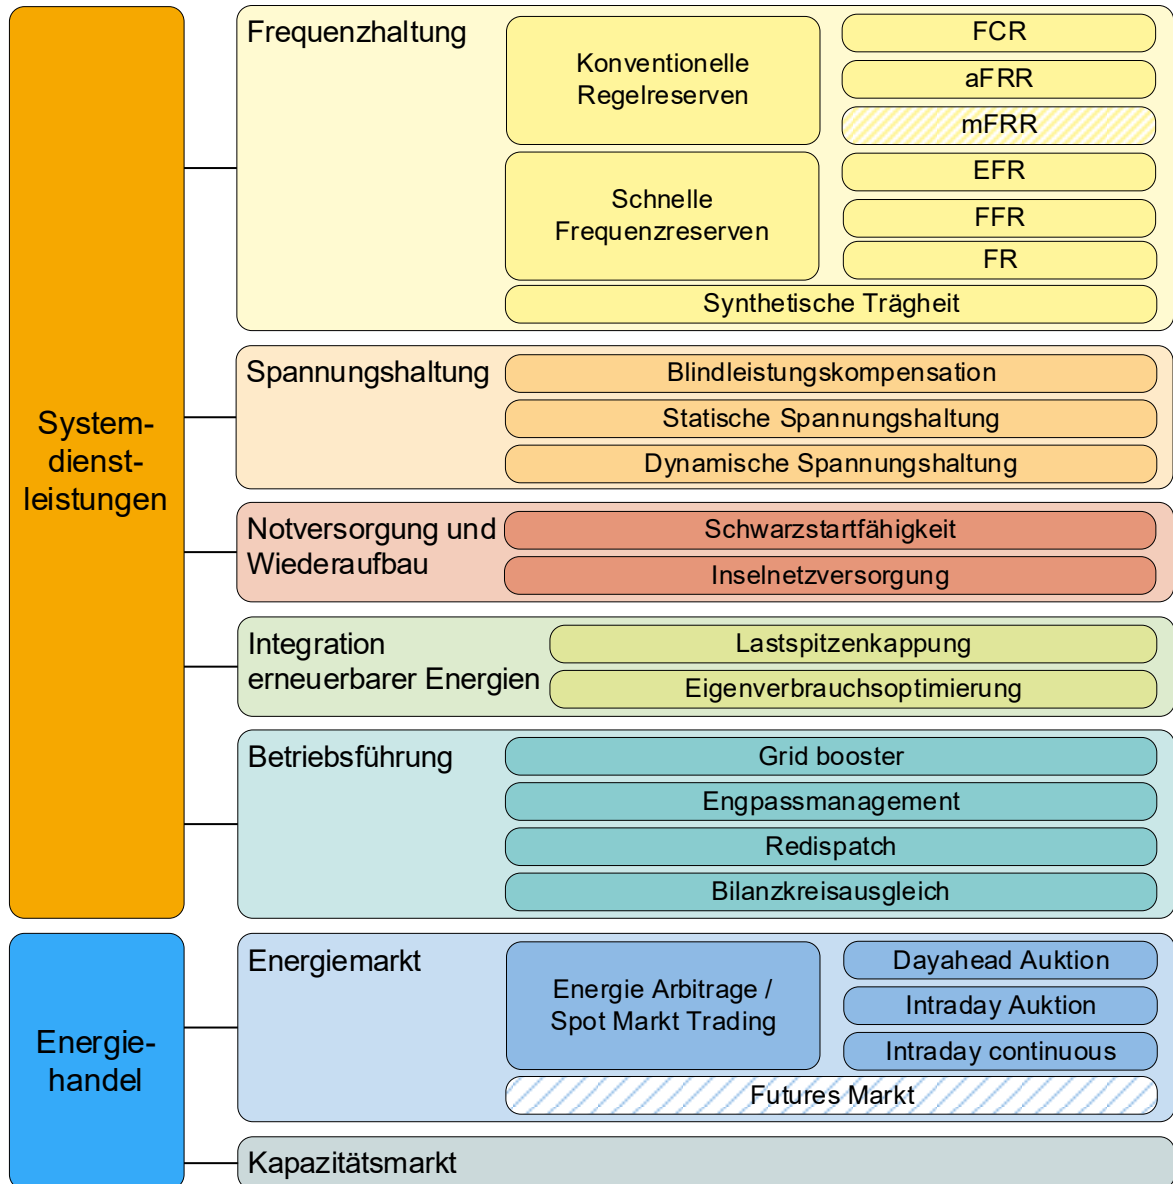 System-
dienst-
leistungen
Frequenzhaltung
Konventionelle
Regelreserven
FCR
aFRR
mFRR
Schnelle
Frequenzreserven
EFR
FFR
FR
Synthetische Trägheit
Spannungshaltung
Blindleistungskompensation
Statische Spannungshaltung
Dynamische Spannungshaltung
Notversorgung und
Wiederaufbau
Schwarzstartfähigkeit
Inselnetzversorgung
Integration
erneuerbarer Energien
Lastspitzenkappung
Eigenverbrauchsoptimierung
Betriebsführung
Grid booster
Engpassmanagement
Redispatch
Bilanzkreisausgleich
Energie-
handel
Energiemarkt
Energie Arbitrage /
Spot Markt Trading
Dayahead Auktion
Intraday Auktion
Intraday continuous
Futures Markt
Kapazitätsmarkt